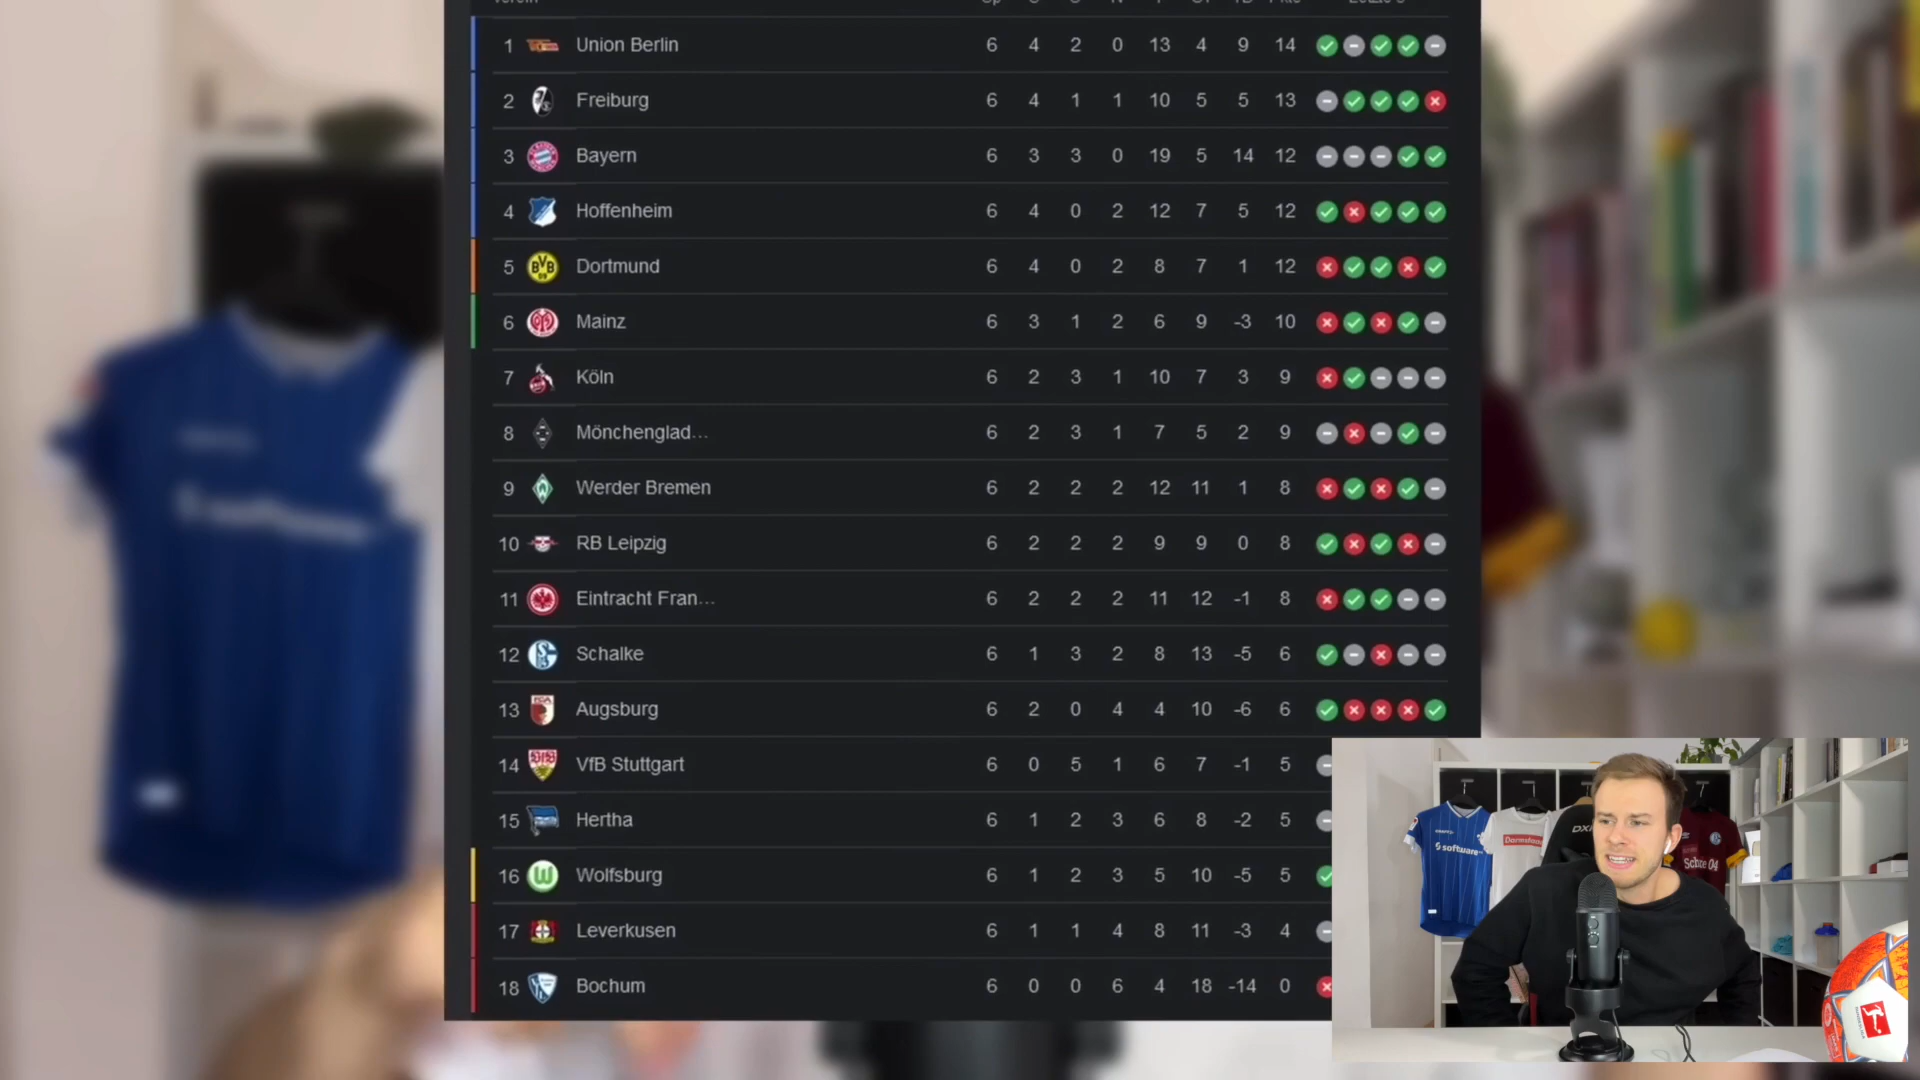 1 Union Berlin 6 4 2 0 13 4 9 14
2 Freiburg 6 4 1 1 10 5 5 13
3 Bayern 6 3 3 0 19 5 14 12
4 Hoffenheim 6 4 0 2 12 7 5 12
5 Dortmund 6 4 0 2 8 7 1 12
6 Mainz 6 3 1 2 6 9 -3 10
7 Köln 6 2 3 1 10 7 3 9
8 Mönchenglad... 6 2 3 1 7 5 2 9
9 Werder Bremen 6 2 2 2 12 11 1 8
10 RB Leipzig 6 2 2 2 9 9 0 8
11 Eintracht Fran... 6 2 2 2 11 12 -1 8
12 Schalke 6 1 3 2 8 13 -5 6
13 Augsburg 6 2 0 4 4 10 -6 6
14 VfB Stuttgart 6 0 5 1 6 7 -1 5
15 Hertha 6 1 2 3 6 8 -2 5
16 Wolfsburg 6 1 2 3 5 10 -5 5
17 Leverkusen 6 1 1 4 8 11 -3 4
18 Bochum 6 0 0 6 4 18 -14 0
software